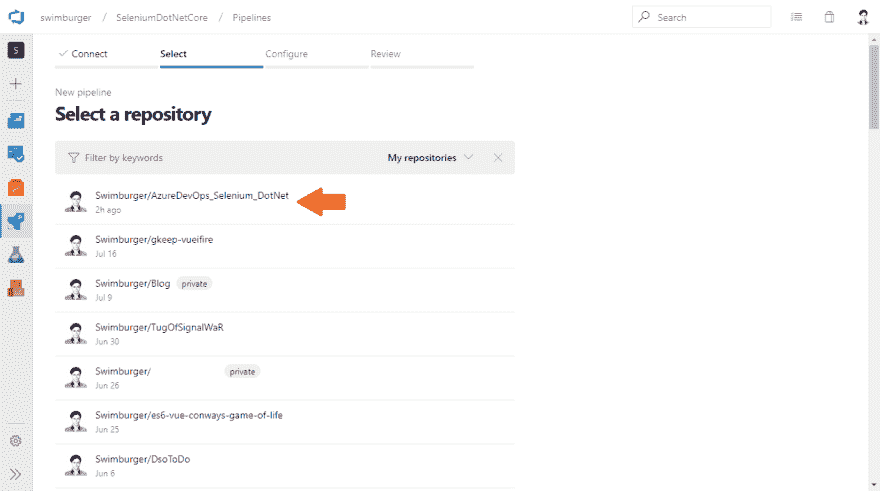 swimburger / SeleniumDotNetCore / Pipelines Search
S
Connect Select Configure Review
New pipeline
Select a repository
Filter by keywords My repositories
Swimburger/AzureDevOps_Selenium_DotNet
2h ago
Swimburger/gkeep-vueifire
Jul 16
Swimburger/Blog private
Jul 9
Swimburger/TugOfSignalWaR
Jun 30
Swimburger/ private
Jun 26
Swimburger/es6-vue-conways-game-of-life
Jun 25
Swimburger/DsoToDo
Jun 6